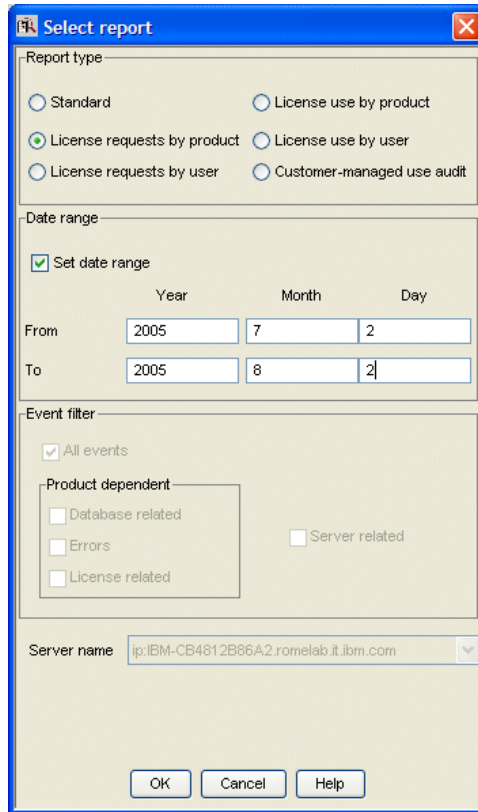 Select report
Report type
Standard License use by product
License requests by product License use by user
License requests by user Customer-managed use audit
Date range
Set date range
Year Month Day
From 2005 7 2
To 2005 8 2
Event filter
All events
Product dependent
Database related
Server related
Errors
License related
Server name ip:IBM-CB4812B86A2.romelab.it.ibm.com
OK Cancel Help